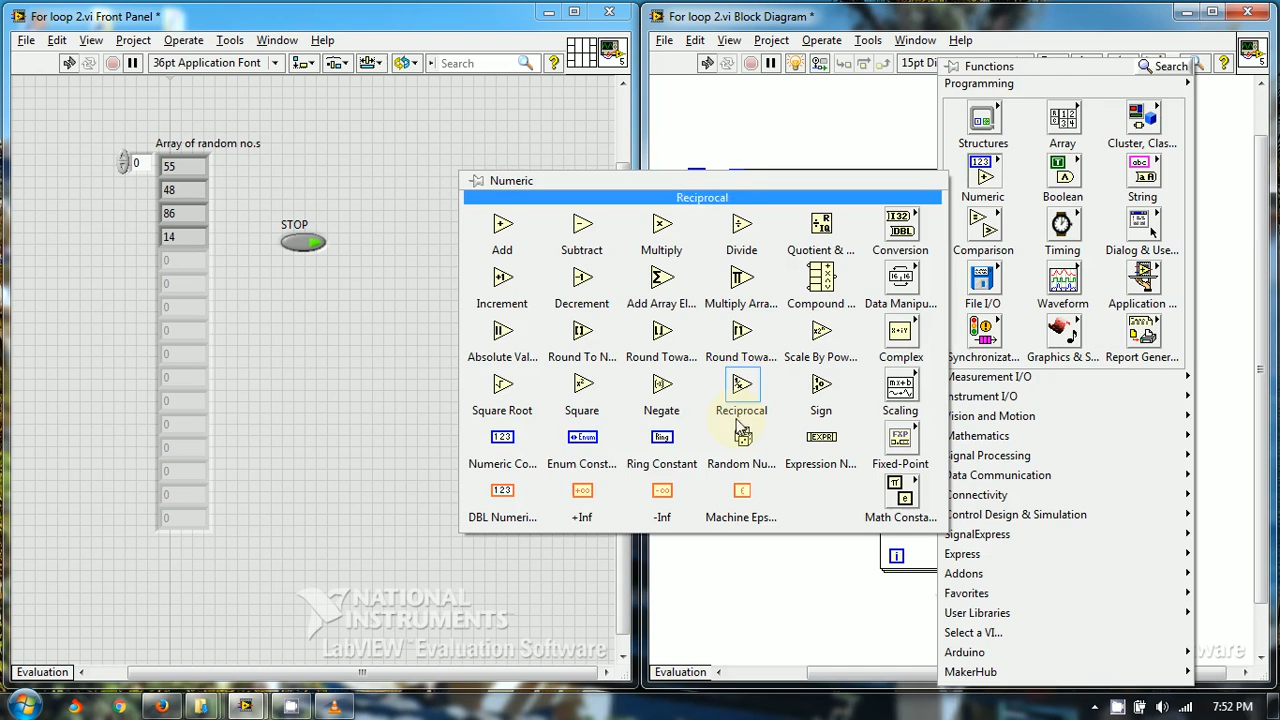 For loop 2.vi Front Panel *
File Edit View Project Operate Tools Window Help
36pt Application Font
Search
Array of random no.s
0
55
48
86
14
0
0
0
0
0
0
0
0
0
0
0
0
STOP
NATIONAL
INSTRUMENTS
LabVIEW Evaluation Software
Evaluation
For loop 2.vi Block Diagram *
File Edit View Project Operate Tools Window Help
15pt Di
Functions
Search
Programming
Structures Array Cluster, Clas...
Numeric Boolean String
Comparison Timing Dialog & Use...
File I/O Waveform Application ...
Synchronizat... Graphics & S... Report Gener...
Measurement I/O
Instrument I/O
Vision and Motion
Mathematics
Signal Processing
Data Communication
Connectivity
Control Design & Simulation
SignalExpress
Express
Addons
Favorites
User Libraries
Select a VI...
Arduino
MakerHub
Numeric
Reciprocal
Add Subtract Multiply Divide Quotient & ... Conversion
Increment Decrement Add Array El... Multiply Arra... Compound ... Data Manipu...
Absolute Val... Round To N... Round Towa... Round Towa... Scale By Pow... Complex
Square Root Square Negate Reciprocal Sign Scaling
Numeric Co... Enum Const... Ring Constant Random Nu... Expression N... Fixed-Point
DBL Numeri... +Inf -Inf Machine Eps... Math Consta...
i
Evaluation
ware
7:52 PM